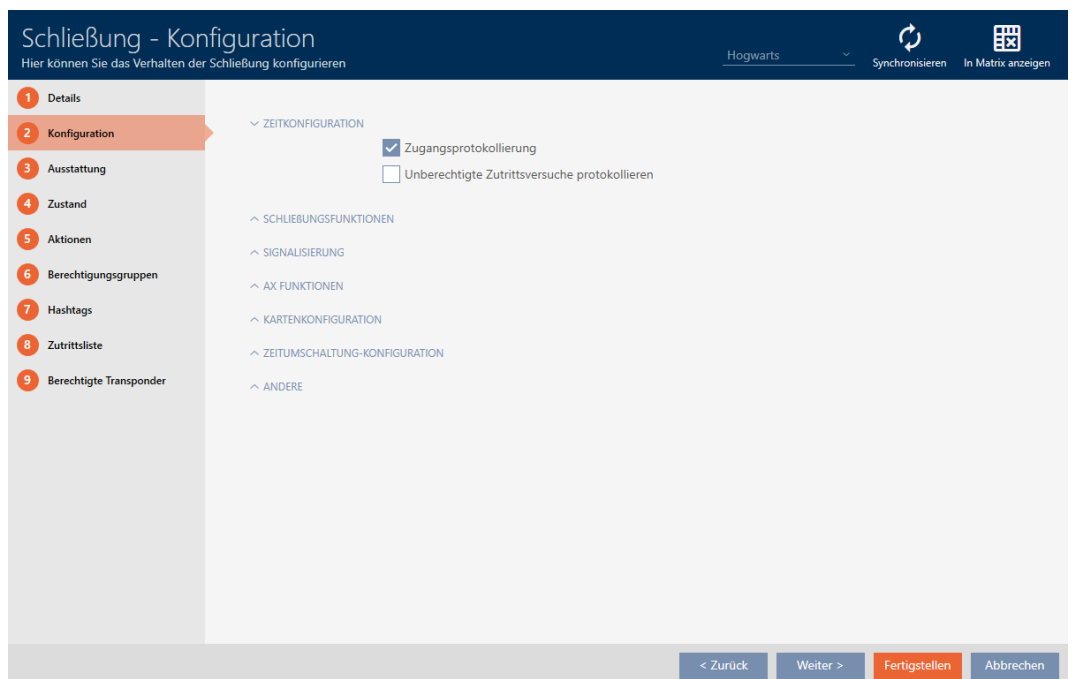 Schließung - Konfiguration
Hier können Sie das Verhalten der Schließung konfigurieren
Hogwarts
Synchronisieren
In Matrix anzeigen
1 Details
2 Konfiguration
3 Ausstattung
4 Zustand
5 Aktionen
6 Berechtigungsgruppen
7 Hashtags
8 Zutrittsliste
9 Berechtigte Transponder
ZEITKONFIGURATION
Zugangsprotokollierung
Unberechtigte Zutrittsversuche protokollieren
SCHLIEßUNGSFUNKTIONEN
SIGNALISIERUNG
AX FUNKTIONEN
KARTENKONFIGURATION
ZEITUMSCHALTUNG-KONFIGURATION
ANDERE
< Zurück
Weiter >
Fertigstellen
Abbrechen